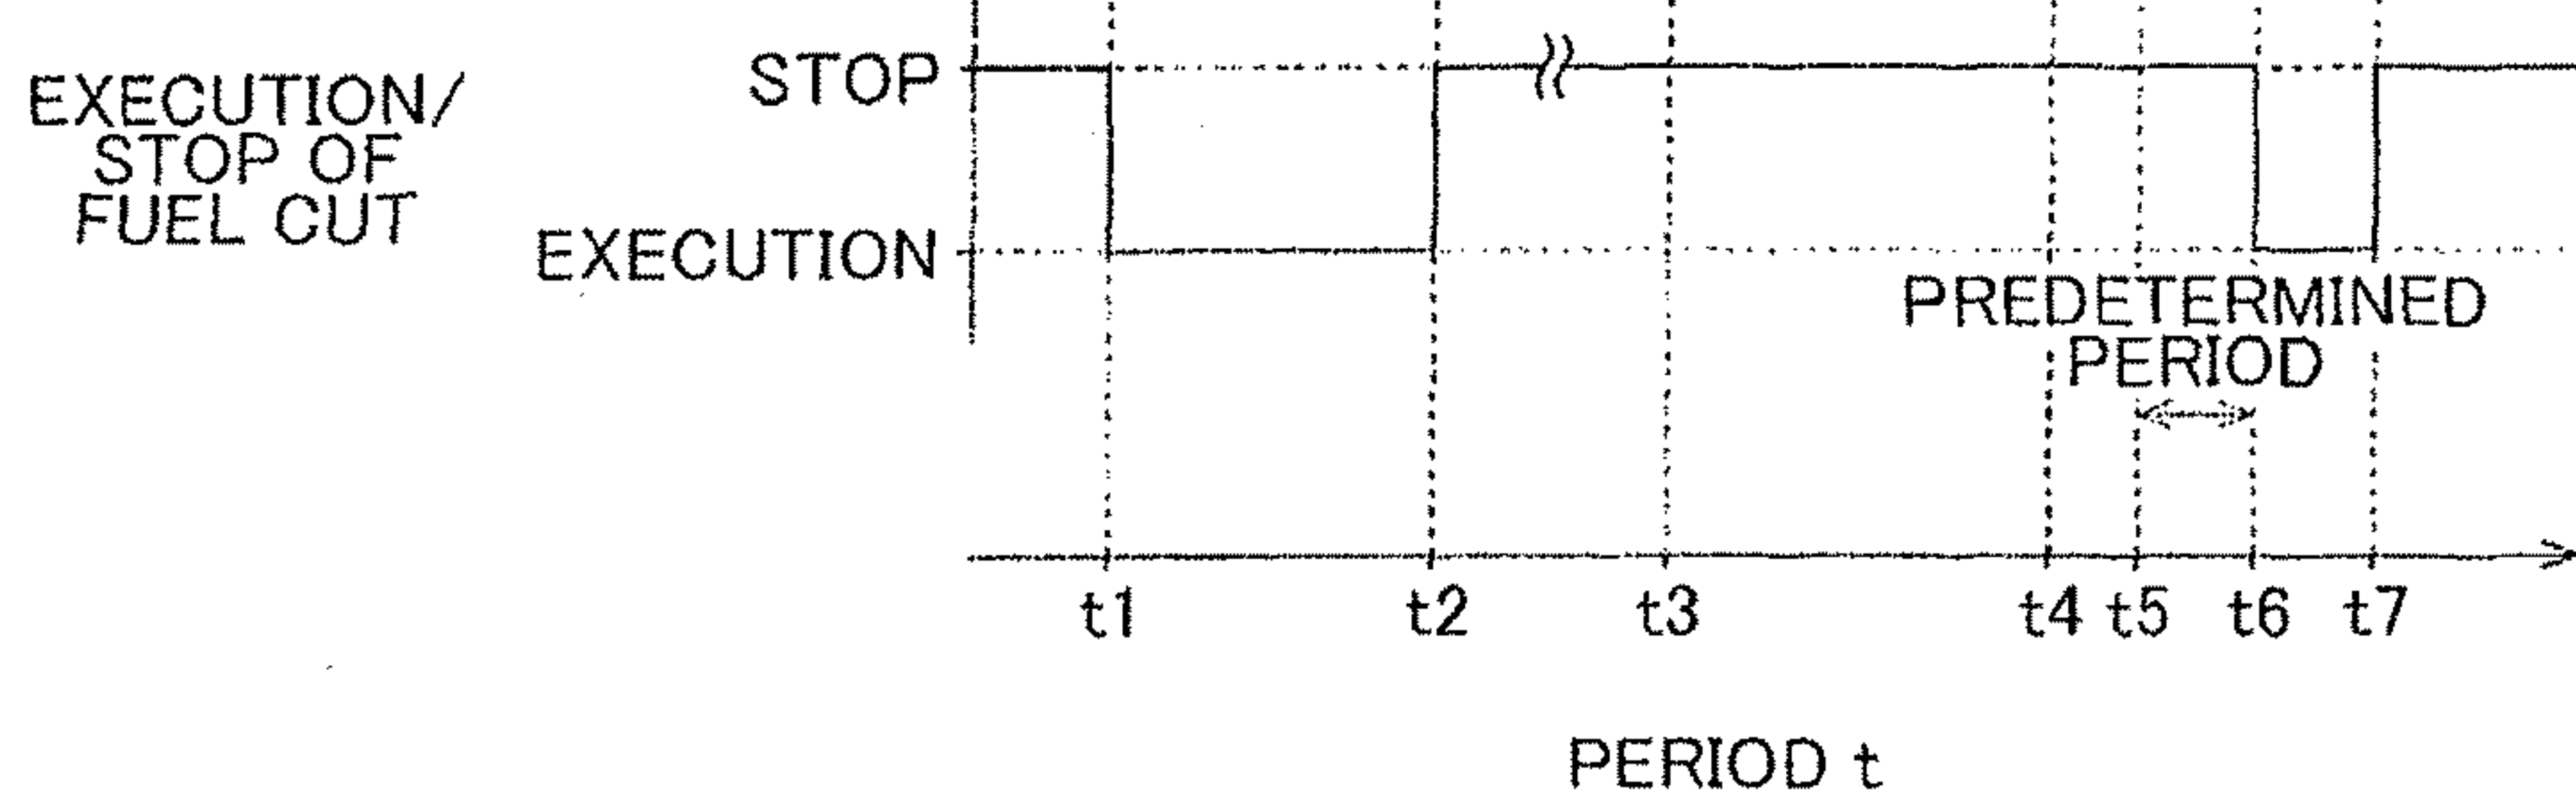 EXECUTION/
STOP OF
FUEL CUT
STOP
EXECUTION
PREDETERMINED
PERIOD
t1 t2 t3 t4 t5 t6 t7
PERIOD t